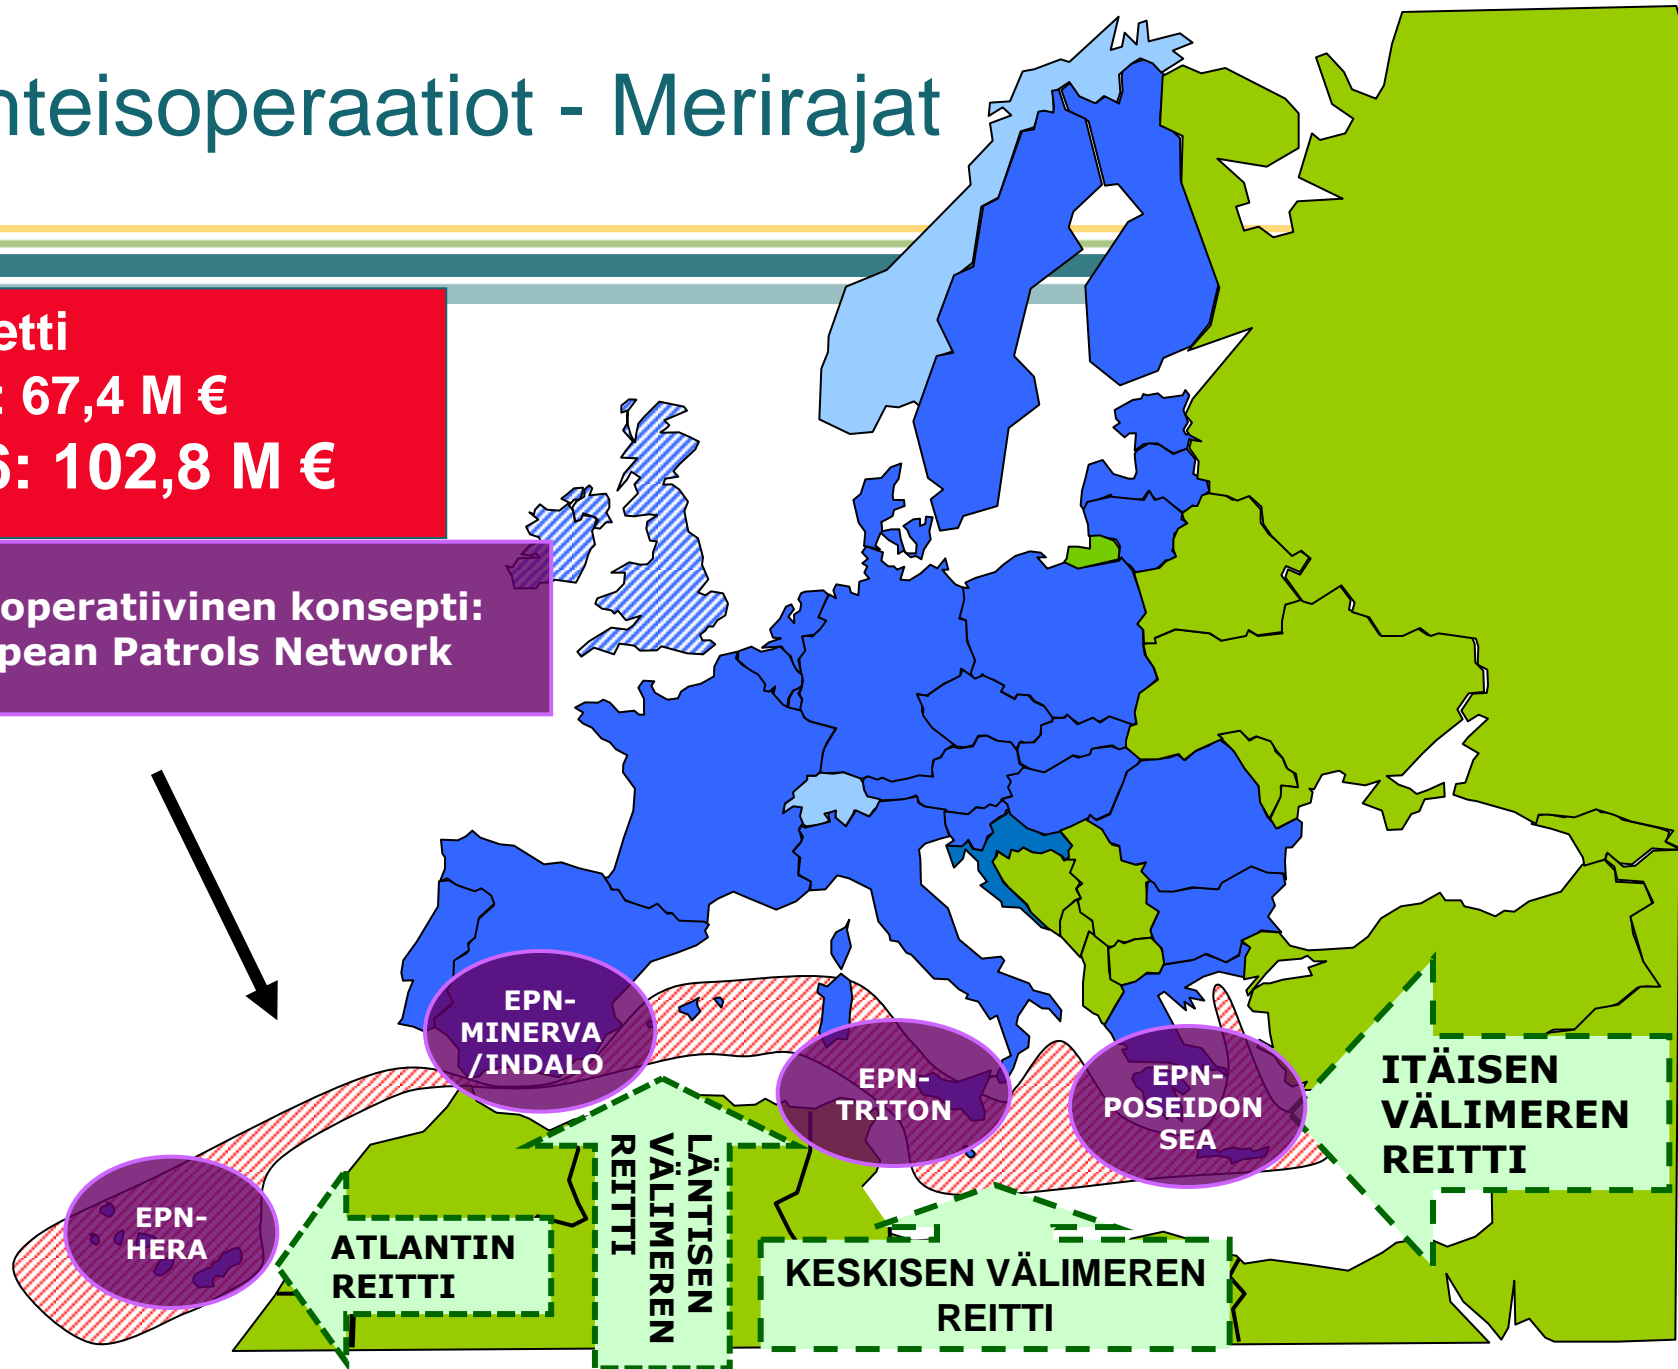 nteisoperaatiot - Merirajat
etti
: 67,4 M €
6: 102,8 M €
operatiivinen konsepti:
pean Patrols Network
EPN-
MINERVA
/INDALO
EPN-
TRITON
EPN-
POSEIDON
SEA
ITÄISEN
VÄLIMEREN
REITTI
LÄNTISEN
VÄLIMEREN
REITTI
EPN-
HERA
ATLANTIN
REITTI
KESKISEN VÄLIMEREN
REITTI